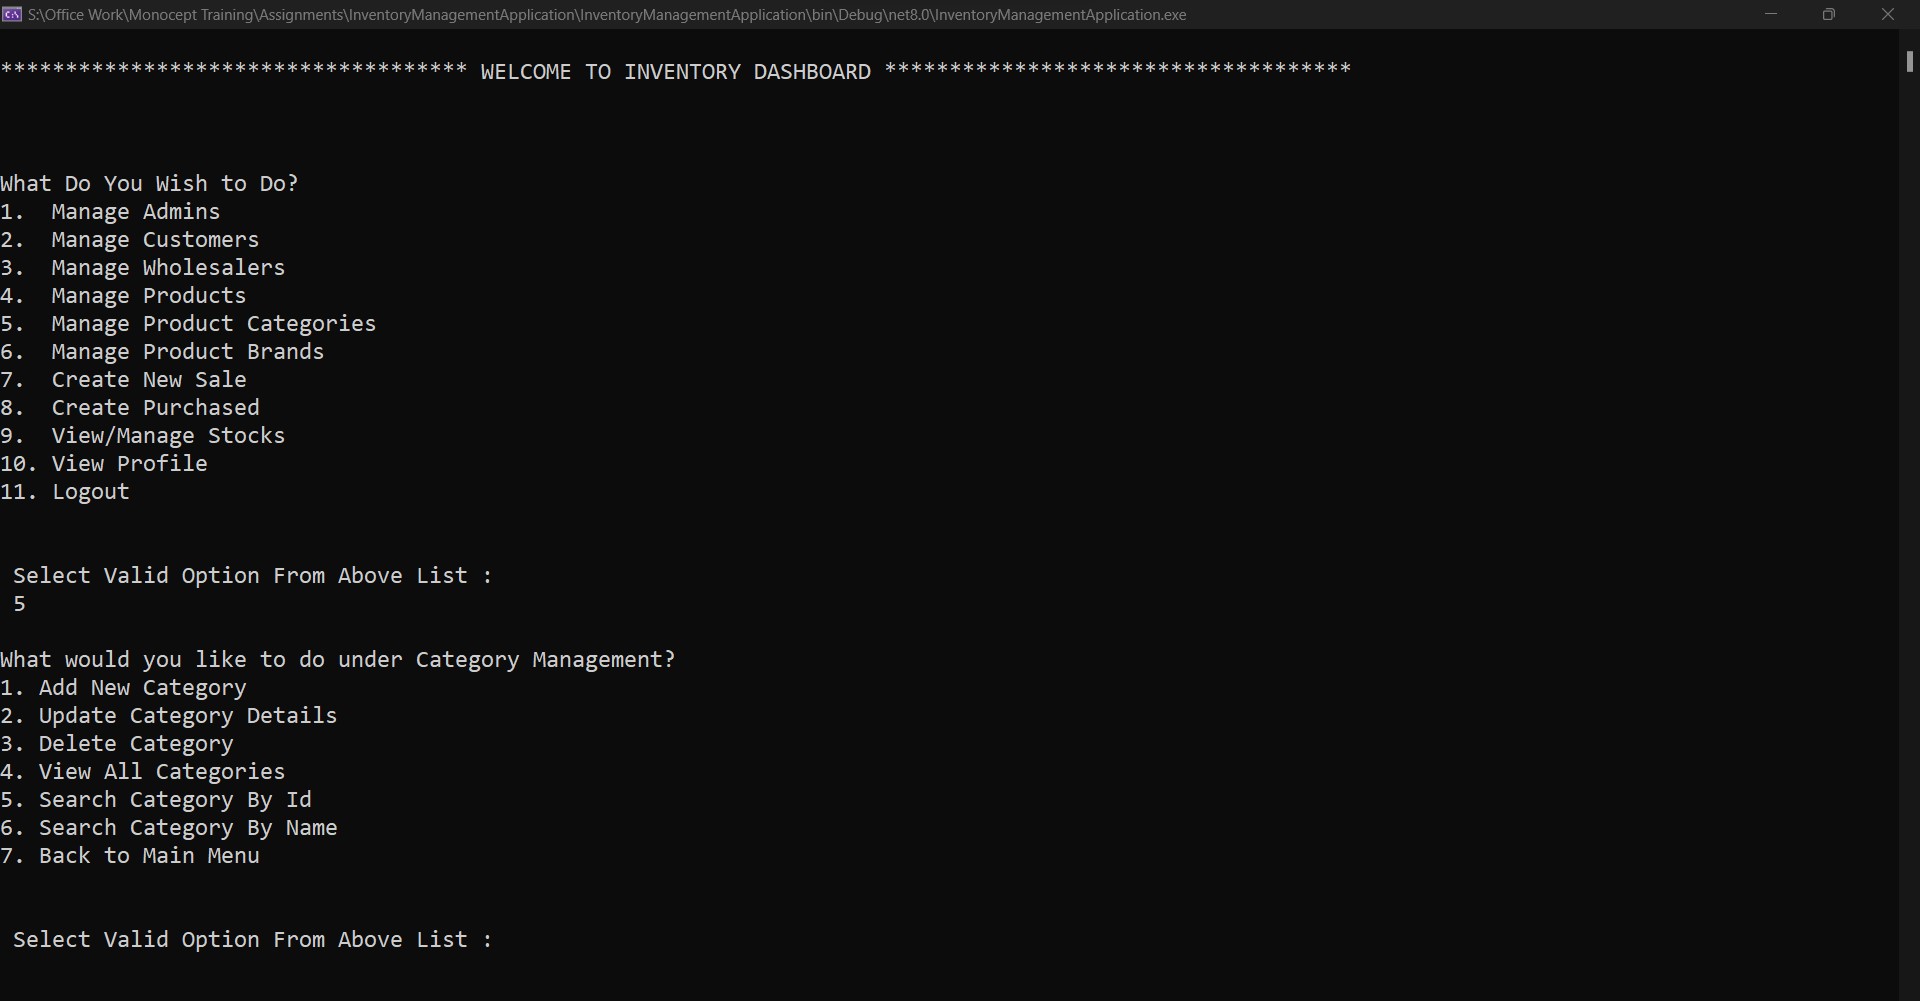 S:\Office Work\Monocept Training\Assignments\InventoryManagementApplication\InventoryManagementApplication\bin\Debug\net8.0\InventoryManagementApplication.exe
************************************ WELCOME TO INVENTORY DASHBOARD ************************************
What Do You Wish to Do?
1.  Manage Admins
2.  Manage Customers
3.  Manage Wholesalers
4.  Manage Products
5.  Manage Product Categories
6.  Manage Product Brands
7.  Create New Sale
8.  Create Purchased
9.  View/Manage Stocks
10. View Profile
11. Logout
Select Valid Option From Above List :
5
What would you like to do under Category Management?
1. Add New Category
2. Update Category Details
3. Delete Category
4. View All Categories
5. Search Category By Id
6. Search Category By Name
7. Back to Main Menu
Select Valid Option From Above List :